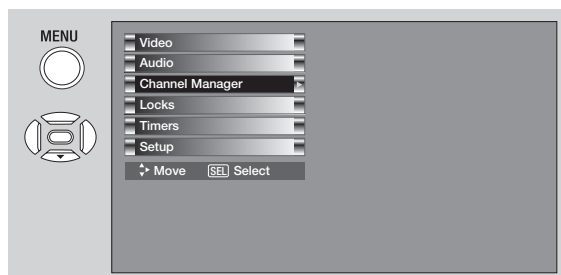 MENU
Video
Audio
Channel Manager
Locks
Timers
Setup
Move SEL Select